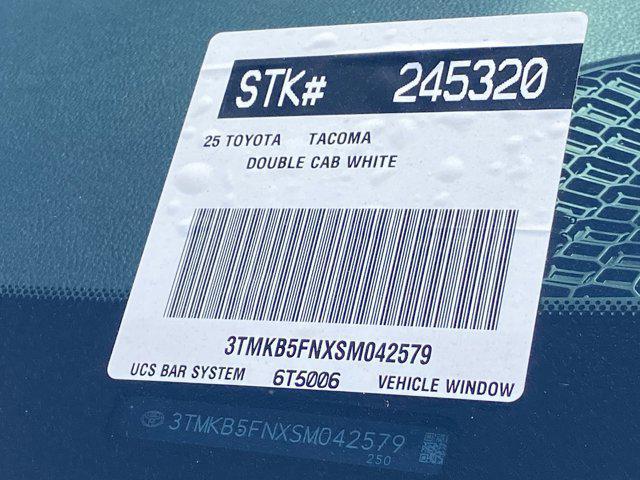 STK# 245320
25 TOYOTA TACOMA
DOUBLE CAB WHITE
3TMKB5FNXSM042579
UCS BAR SYSTEM 6T5006 VEHICLE WINDOW
3TMKB5FNXSM042579
250